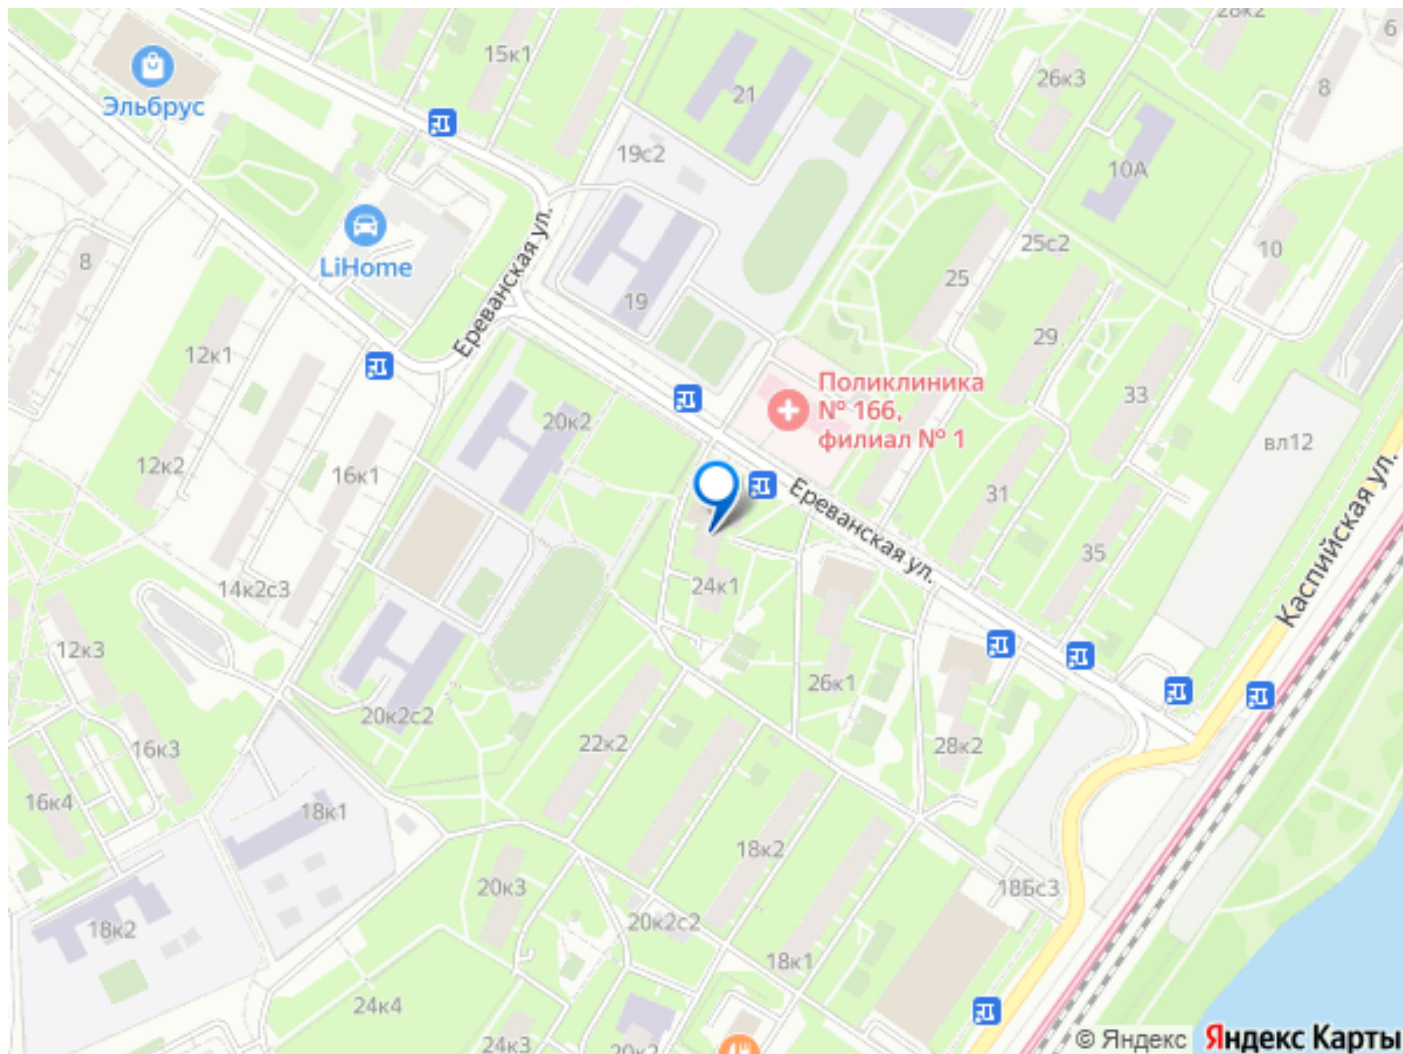 28к2
6
15к1
Эльбрус
21
26к3
8
19с2
10А
Ереванская ул.
25с2
10
8
LiHome
25
19
29
12к1
Поликлиника
№ 166,
филиал № 1
33
20к2
вл12
12к2
16к1
Ереванская ул.
31
Каспийская ул.
35
14к2с3
24к1
12к3
26к1
20к2с2
22к2
28к2
16к3
16к4
18к1
18к2
20к3
18Бс3
18к2
20к2с2
18к1
24к4
24к3
20к2
© Яндекс Яндекс Карты